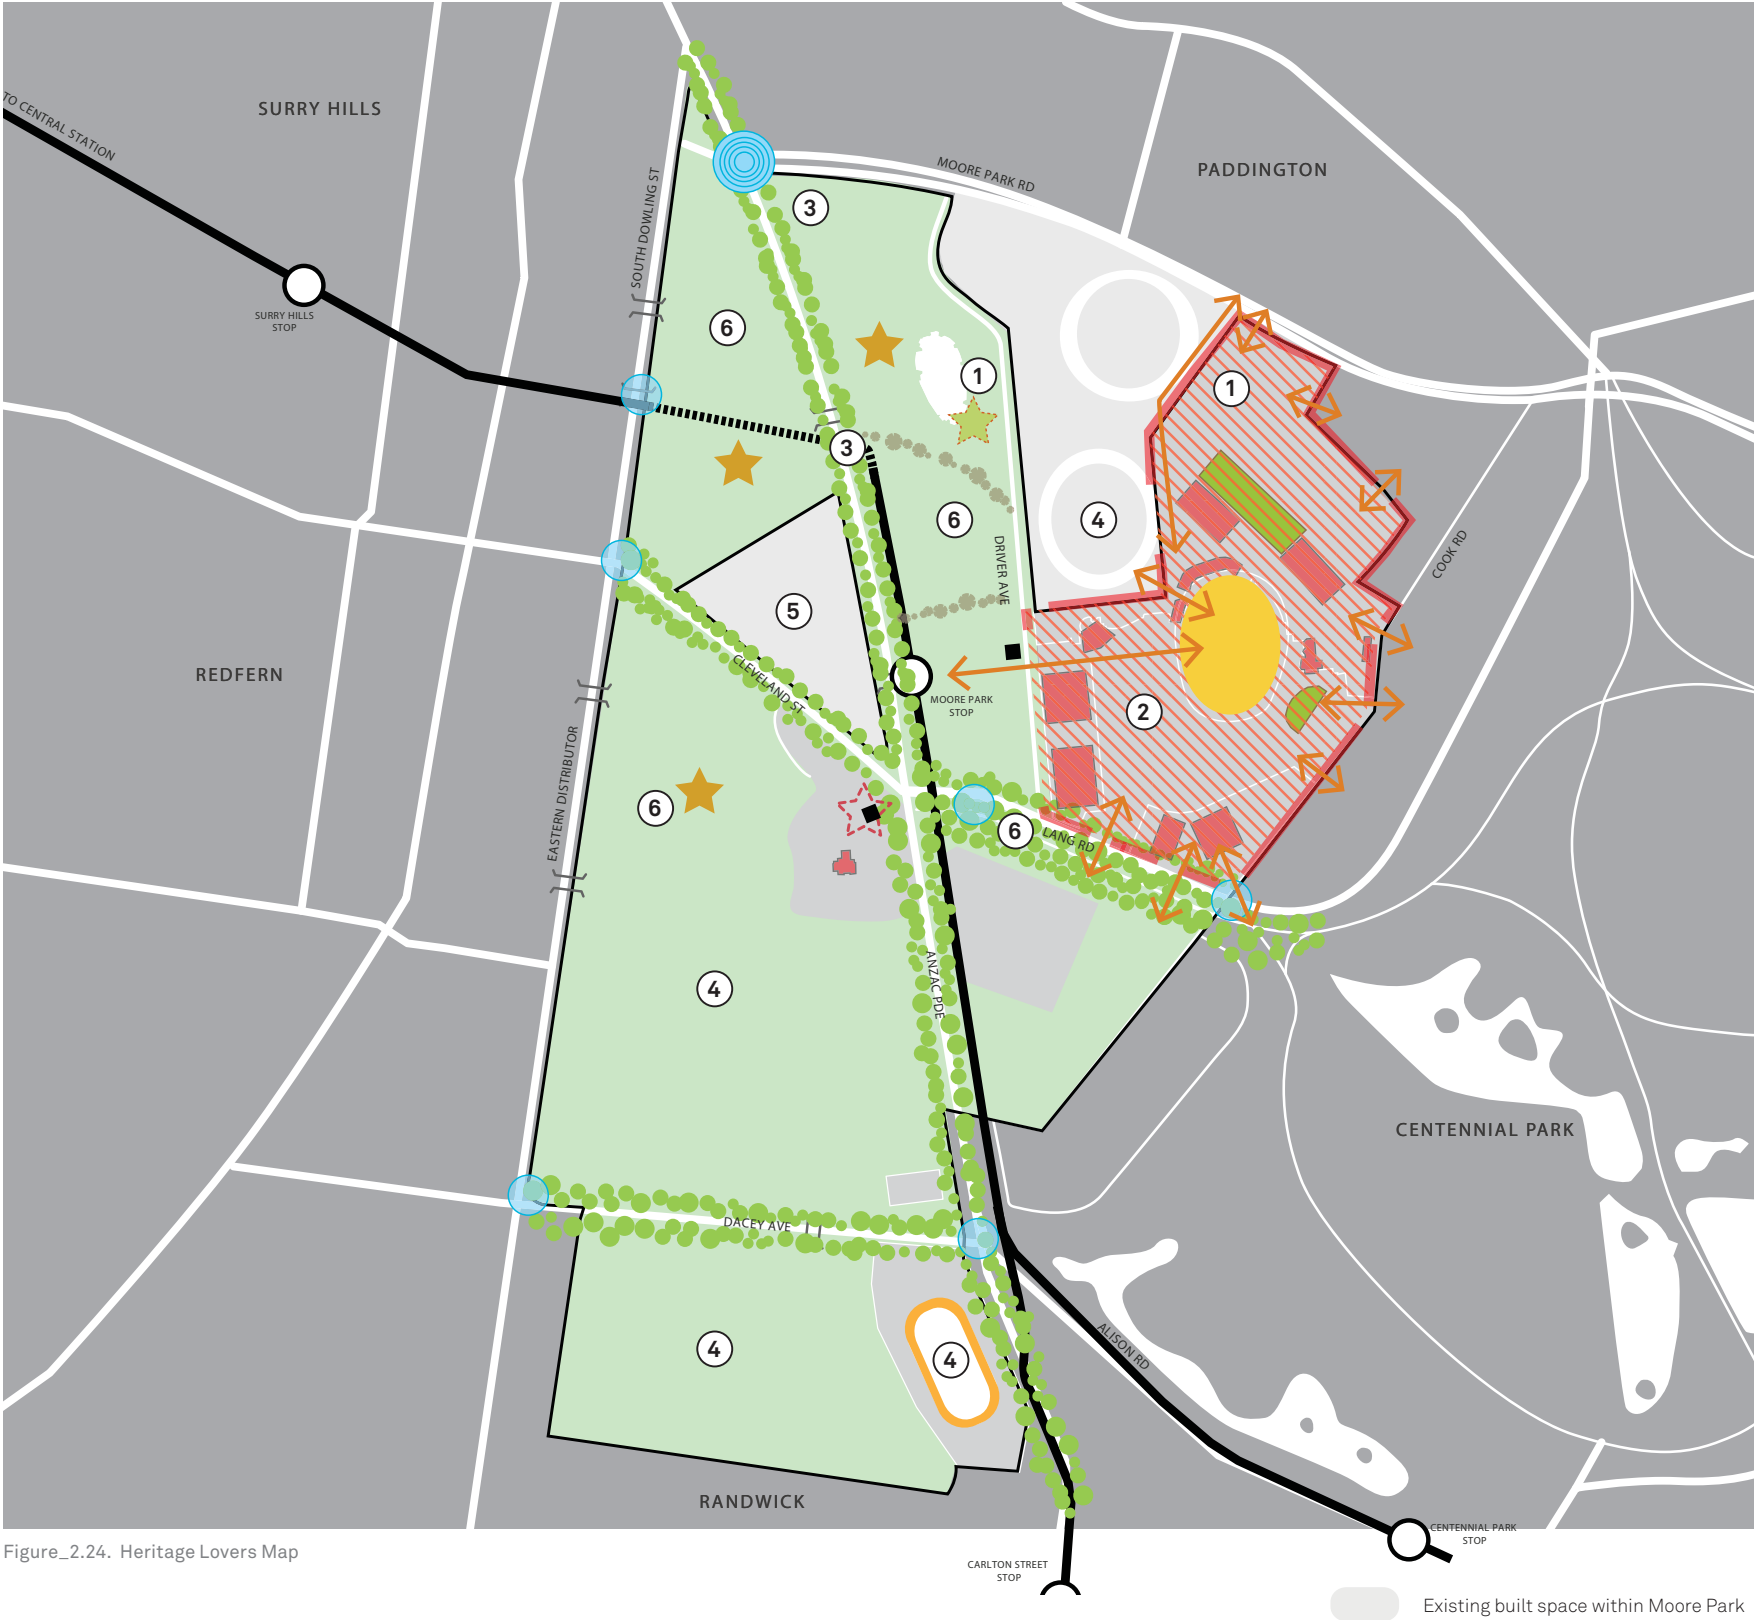 SURRY HILLS
TO CENTRAL STATION
MOORE PARK RD
PADDINGTON
SOUTH DOWLING ST
3
SURRY HILLS
STOP
6
1
1
3
6
4
DRIVER AVE
COOK RD
5
REDFERN
CLEVELAND ST
MOORE PARK
STOP
2
EASTERN DISTRIBUTOR
6
6
LANG RD
ANZAC PDE
4
CENTENNIAL PARK
DACEY AVE
4
4
ALISON RD
RANDWICK
CENTENNIAL PARK
STOP
Figure_2.24. Heritage Lovers Map
CARLTON STREET
STOP
Existing built space within Moore Park